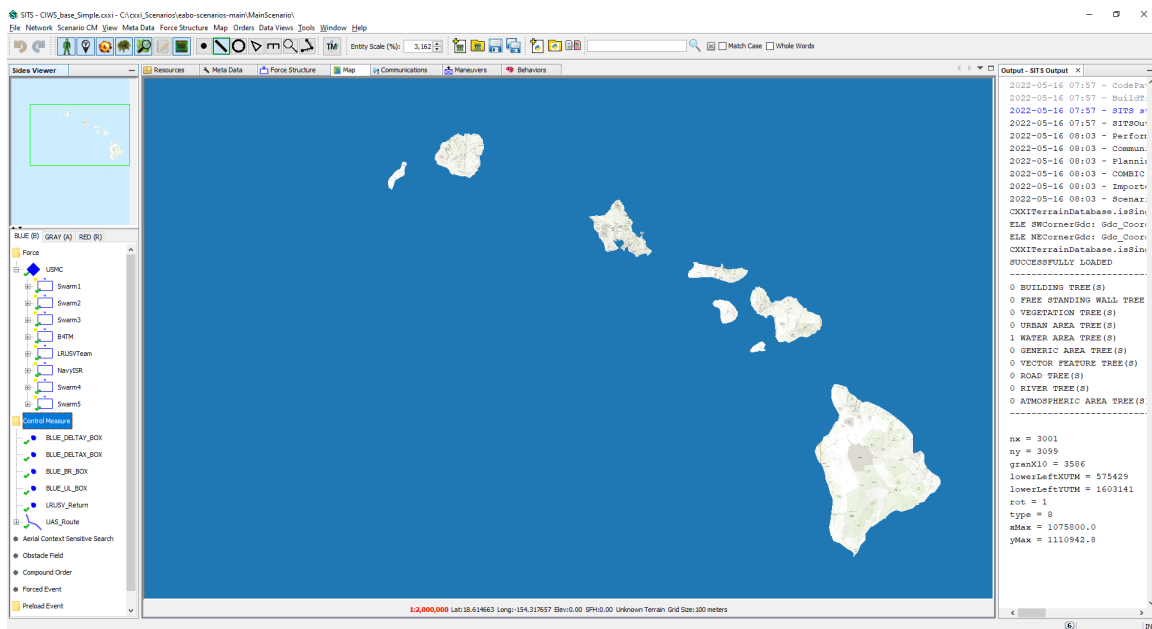 SITS - CIWS_base_Simple.cxxi - C:\cxxi_Scenarios\eabo-scenarios-main\MainScenario\
File Network Scenario CM View Meta Data Force Structure Map Orders Data Views Tools Window Help
TM Entity Scale (%): 3,162 Match Case Whole Words
Sides Viewer
Resources Meta Data Force Structure Map Communications Maneuvers Behaviors
Output - SITS Output
BLUE (B) GRAY (A) RED (R)
Force
USMC
Swarm1
Swarm2
Swarm3
B4TM
LRUSVTeam
NavyISR
Swarm4
Swarm5
Control Measure
BLUE_DELTAY_BOX
BLUE_DELTAX_BOX
BLUE_BR_BOX
BLUE_UL_BOX
LRUSV_Return
UAS_Route
Aerial Context Sensitive Search
Obstacle Field
Compound Order
Forced Event
Preload Event
1:2,000,000 Lat:18.614663 Long:-154.317657 Elev:0.00 SFH:0.00 Unknown Terrain Grid Size:100 meters
2022-05-16 07:57 - CodePa
2022-05-16 07:57 - BuildT
2022-05-16 07:57 - SITS s
2022-05-16 07:57 - SITSOu
2022-05-16 08:03 - Perfor
2022-05-16 08:03 - Commun
2022-05-16 08:03 - Planni
2022-05-16 08:03 - COMBIC
2022-05-16 08:03 - Importe
2022-05-16 08:03 - Scenar
CXXITerrainDatabase.isSin
ELE SWCornerGdc: Gdc_Coor
ELE NECornerGdc: Gdc_Coor
CXXITerrainDatabase.isSin
SUCCESSFULLY LOADED
0 BUILDING TREE(S)
0 FREE STANDING WALL TREE
0 VEGETATION TREE(S)
0 URBAN AREA TREE(S)
1 WATER AREA TREE(S)
0 GENERIC AREA TREE(S)
0 VECTOR FEATURE TREE(S)
0 ROAD TREE(S)
0 RIVER TREE(S)
0 ATMOSPHERIC AREA TREE(S
nx = 3001
ny = 3099
granX10 = 3586
lowerLeftXUTM = 575429
lowerLeftYUTM = 1603141
rot = 1
type = 8
xMax = 1075800.0
yMax = 1110942.8
(6) IN